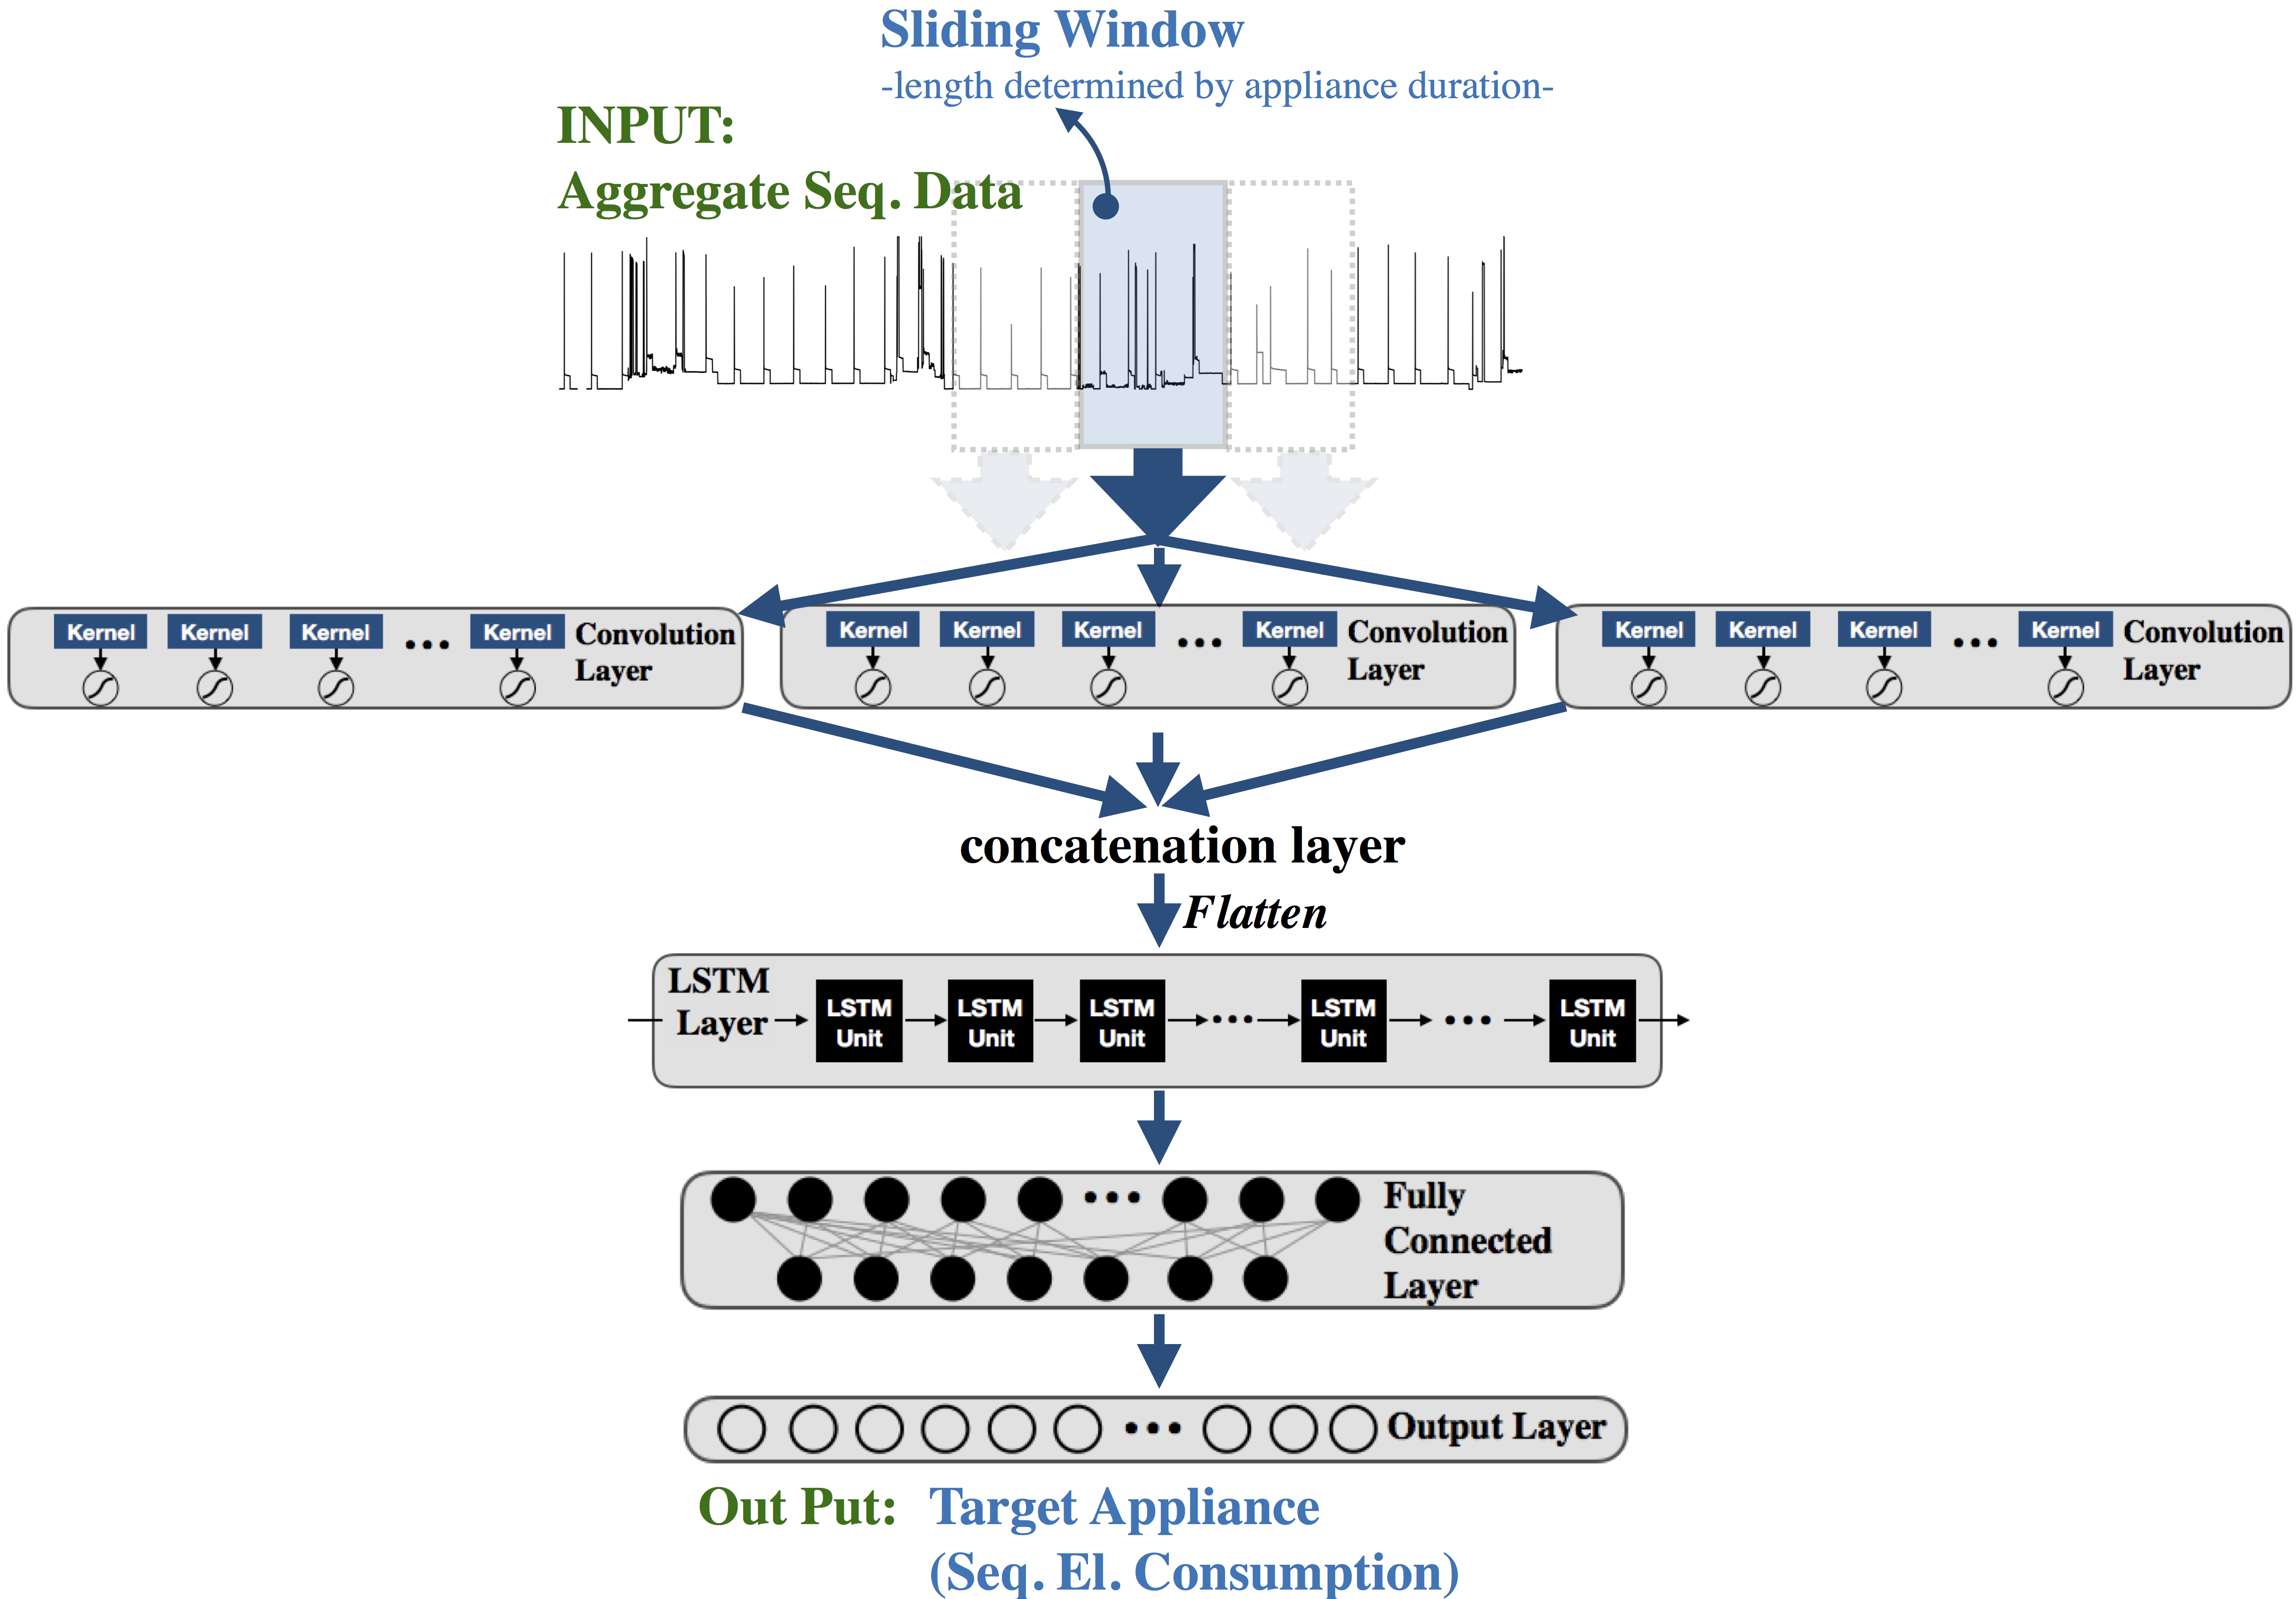 Sliding Window
-length determined by appliance duration-
INPUT:
Aggregate Seq. Data
Kernel Kernel Kernel ... Kernel Convolution
Layer
Kernel Kernel Kernel ... Kernel Convolution
Layer
Kernel Kernel Kernel ... Kernel Convolution
Layer
concatenation layer
Flatten
LSTM
Layer
LSTM
Unit
LSTM
Unit
LSTM
Unit
...
LSTM
Unit
...
LSTM
Unit
... Fully
Connected
Layer
... Output Layer
Out Put: Target Appliance
(Seq. El. Consumption)